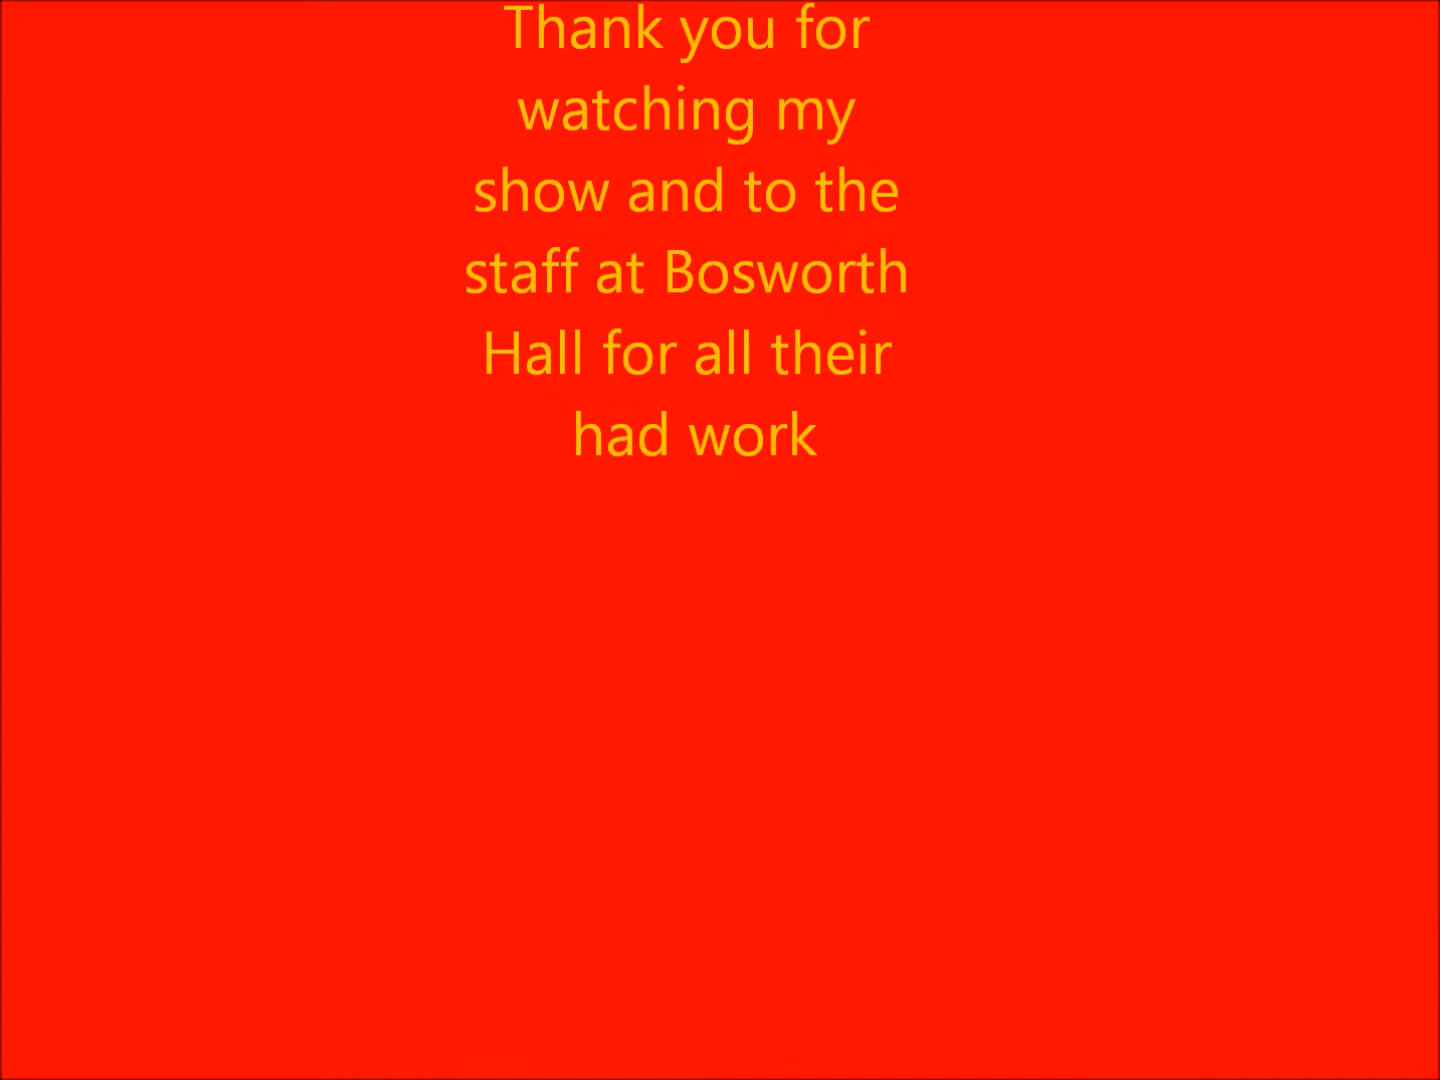 Thank you for
watching my
show and to the
staff at Bosworth
Hall for all their
had work